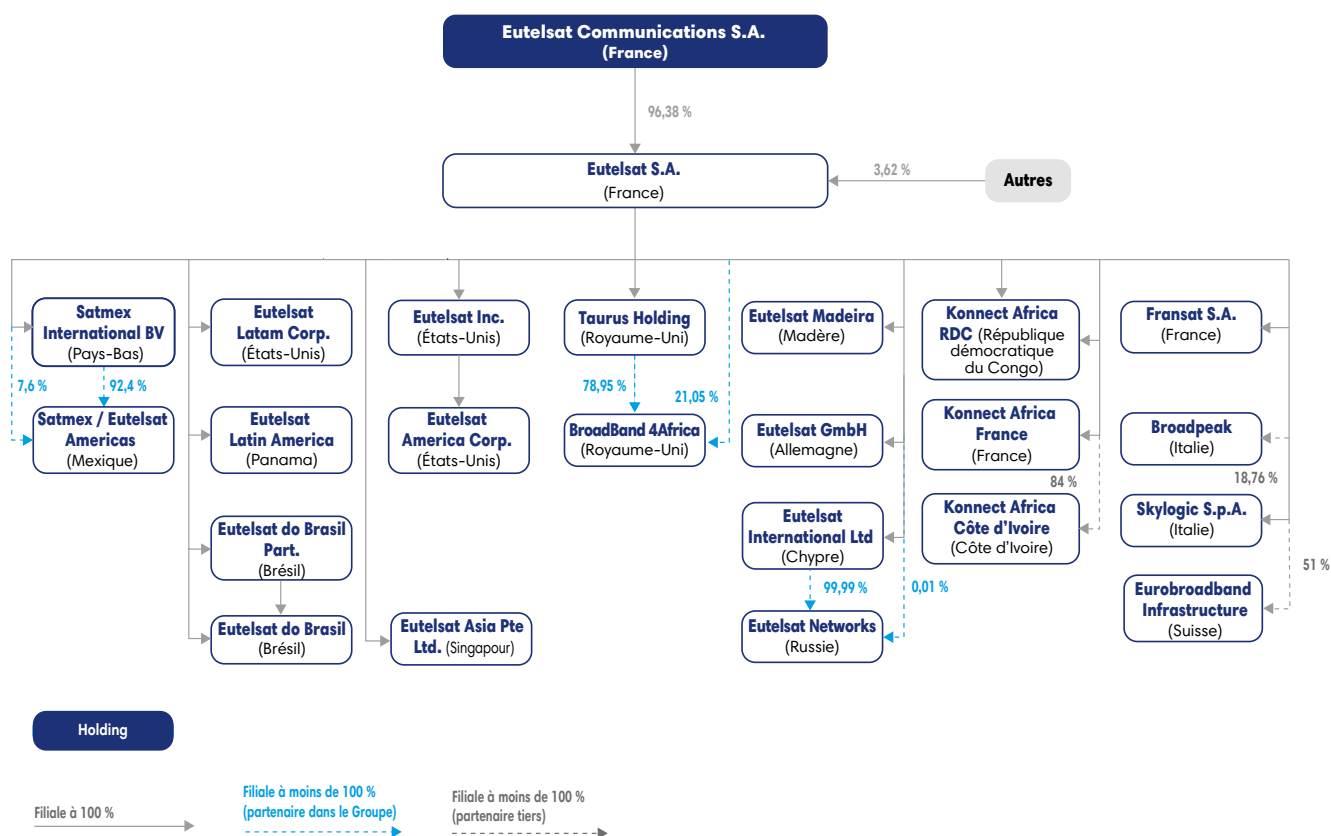 Eutelsat Communications S.A.
(France)
96,38 %
Eutelsat S.A.
(France)
3,62 %
Autres
Satmex
International BV
(Pays-Bas)
7,6 %
92,4 %
Satmex / Eutelsat
Americas
(Mexique)
Eutelsat
Latam Corp.
(États-Unis)
Eutelsat
Latin America
(Panama)
Eutelsat do Brasil
Part.
(Brésil)
Eutelsat do Brasil
(Brésil)
Eutelsat Inc.
(États-Unis)
Eutelsat
America Corp.
(États-Unis)
Eutelsat Asia Pte
Ltd. (Singapour)
Taurus Holding
(Royaume-Uni)
78,95 %
21,05 %
BroadBand 4Africa
(Royaume-Uni)
Eutelsat Madeira
(Madère)
Eutelsat GmbH
(Allemagne)
Eutelsat
International Ltd
(Chypre)
99,99 %
0,01 %
Eutelsat Networks
(Russie)
Konnect Africa
RDC (République
démocratique
du Congo)
Konnect Africa
France
(France)
84 %
Konnect Africa
Côte d'Ivoire
(Côte d'Ivoire)
Fransat S.A.
(France)
Broadpeak
(Italie)
18,76 %
Skylogic S.p.A.
(Italie)
51 %
Eurobroadband
Infrastructure
(Suisse)
Holding
Filiale à 100 %
Filiale à moins de 100 %
(partenaire dans le Groupe)
Filiale à moins de 100 %
(partenaire tiers)